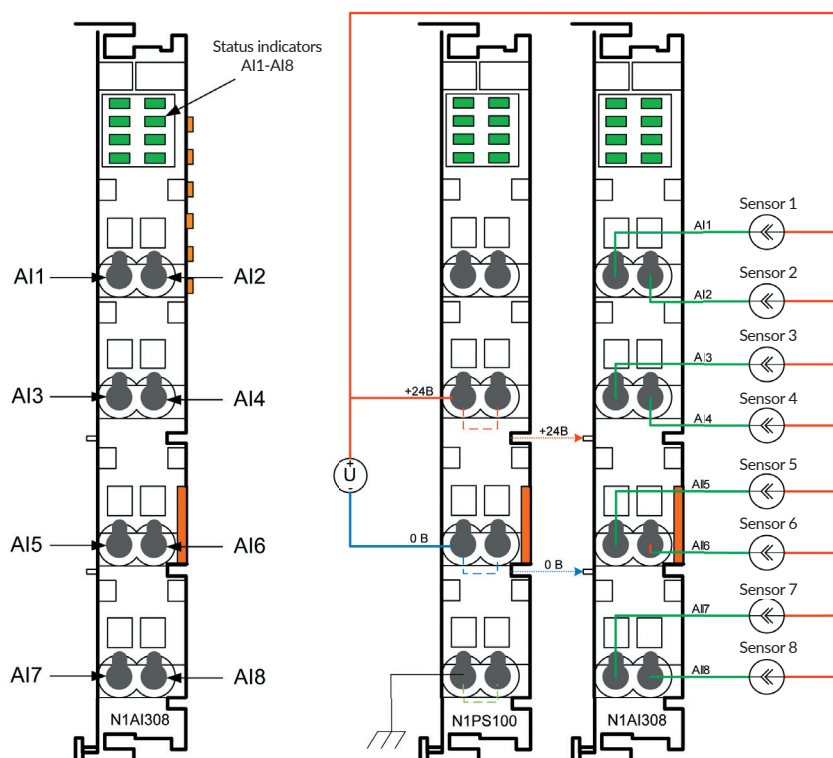 Status indicators
AI1-AI8
AI1
AI2
AI3
AI4
AI5
AI6
AI7
AI8
N1AI308
+24В
U
+
-
0 В
N1PS100
+24В
0 В
AI1
Sensor 1
AI2
Sensor 2
AI3
Sensor 3
AI4
Sensor 4
AI5
Sensor 5
AI6
Sensor 6
AI7
Sensor 7
AI8
Sensor 8
N1AI308